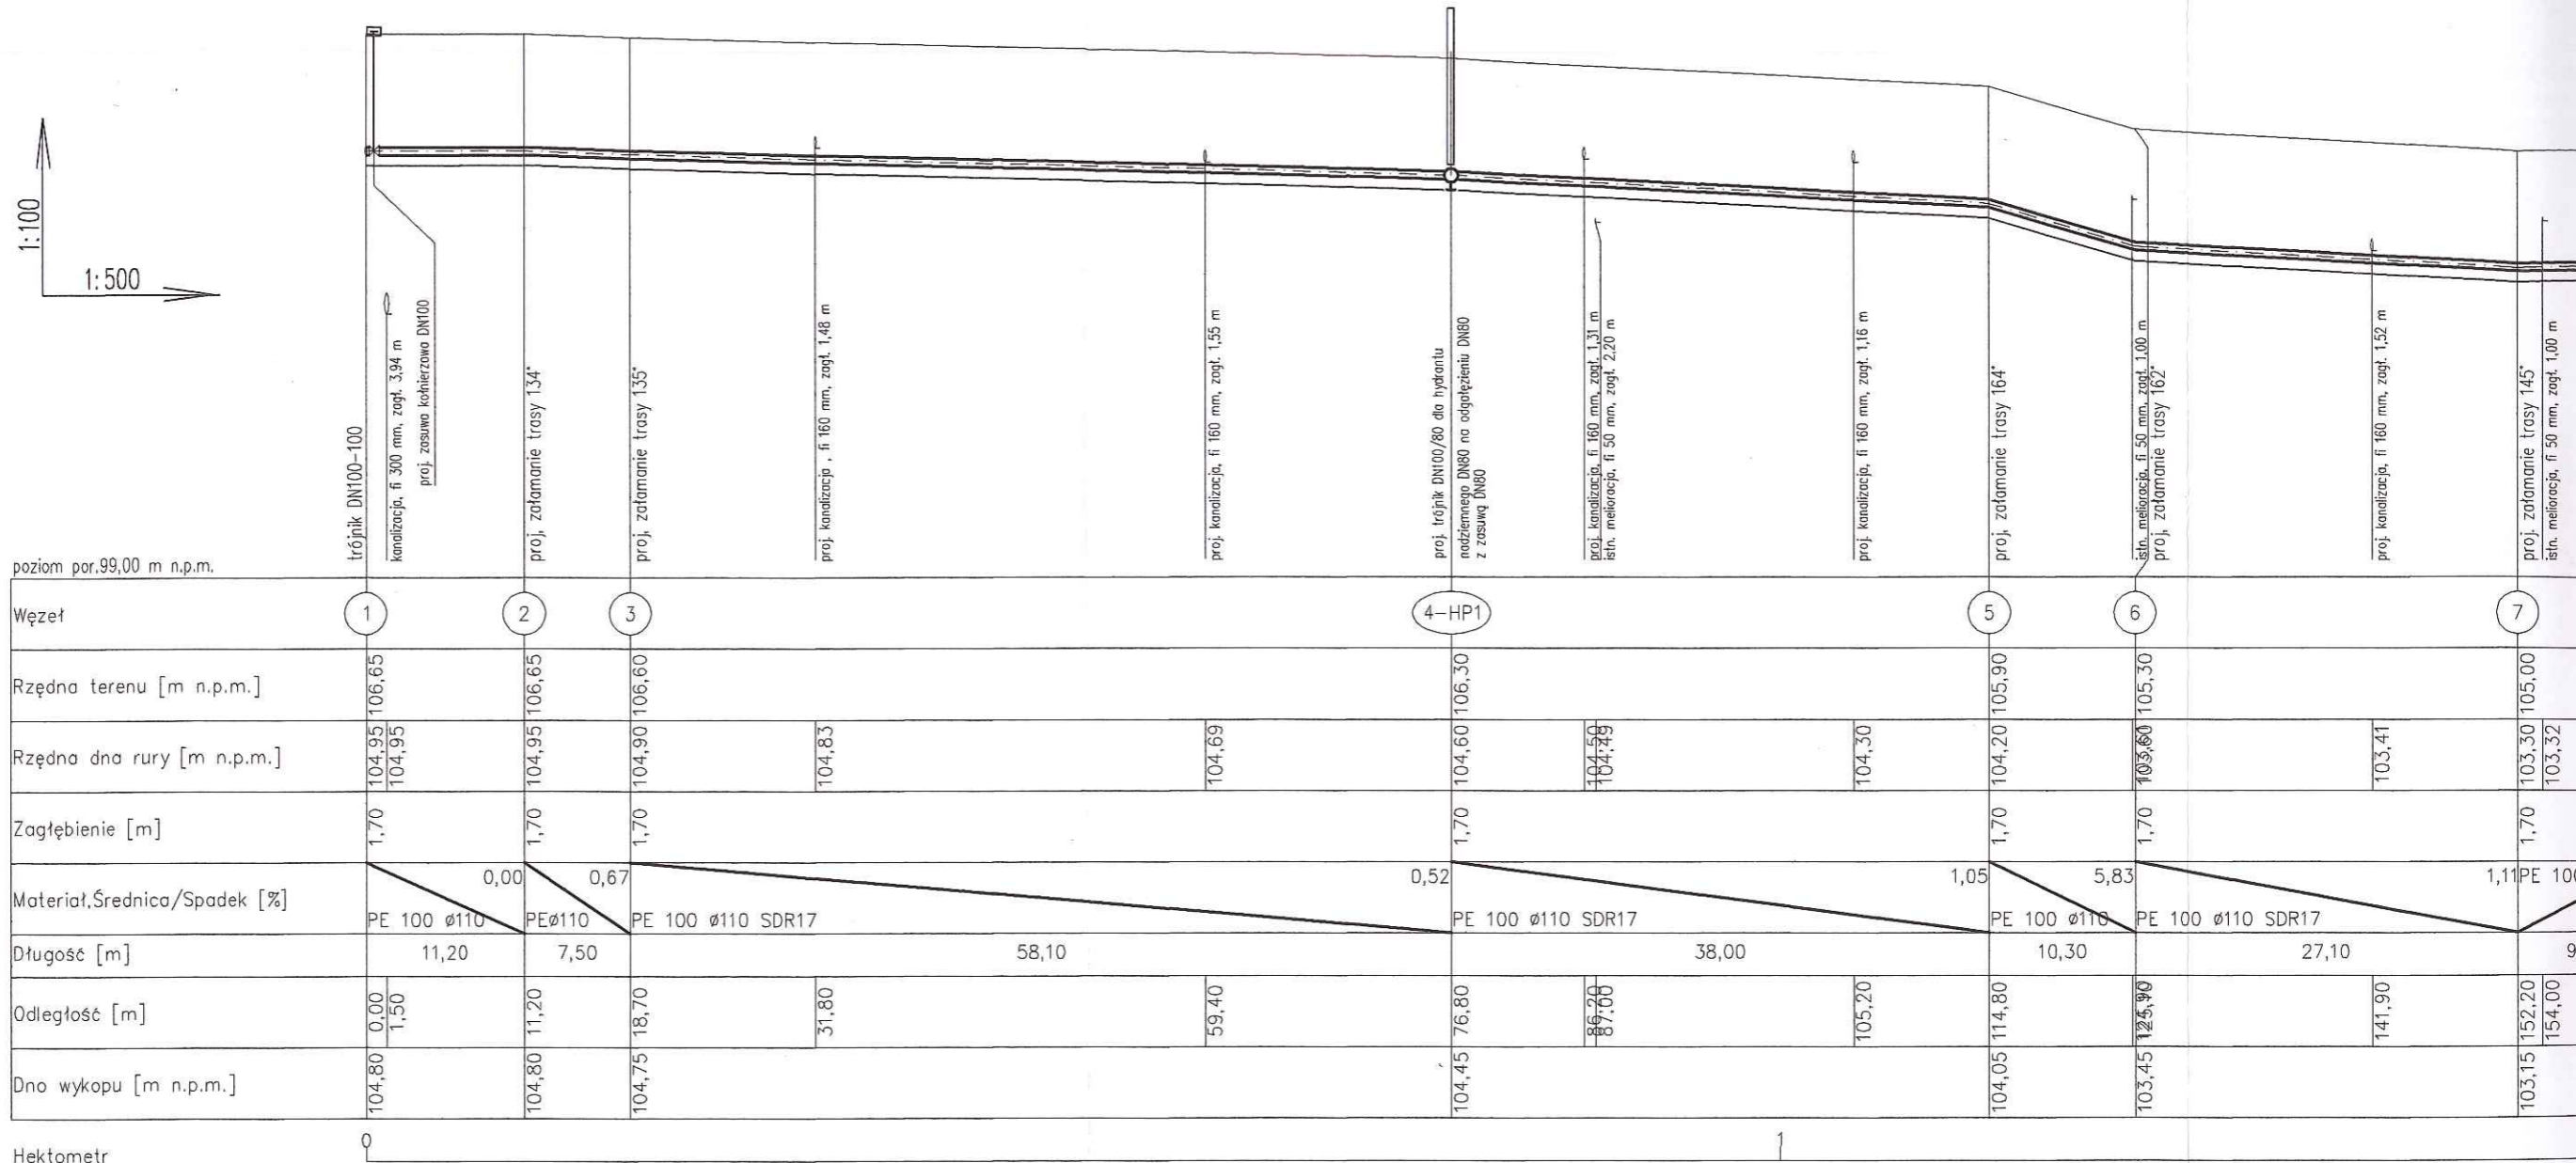 1:100
1:500
trójnik DN100-100
kanalizacja, fi 300 mm, zagł. 3,94 m
proj. zasuwa kołnierzowa DN100
proj. załamanie trasy 134°
proj. załamanie trasy 135°
proj. kanalizacja , fi 160 mm, zagł. 1,48 m
proj. kanalizacja, fi 160 mm, zagł. 1,55 m
proj. trójnik DN100/80 dla hydrantu
nadziemnego DN80 na odgałęzieniu DN80
z zasuwą DN80
proj. kanalizacja, fi 160 mm, zagł. 1,31 m
istn. melioracja, fi 50 mm, zagł. 2,20 m
proj. kanalizacja, fi 160 mm, zagł. 1,16 m
proj. załamanie trasy 164°
istn. melioracja, fi 50 mm, zagł. 1,00 m
proj. załamanie trasy 162°
proj. kanalizacja, fi 160 mm, zagł. 1,52 m
proj. załamanie trasy 145°
istn. melioracja, fi 50 mm, zagł. 1,00 m
poziom por.99,00 m n.p.m.
Węzeł 1 2 3 4-HP1 5 6 7
Rzędna terenu [m n.p.m.] 106,65 106,65 106,60 106,30 105,90 105,30 105,00
Rzędna dna rury [m n.p.m.] 104,95 104,95 104,95 104,90 104,83 104,69 104,60 104,50 104,49 104,30 104,20 103,41 103,30 103,32
Zagłębienie [m] 1,70 1,70 1,70 1,70 1,70 1,70 1,70
Materiał,Średnica/Spadek [%] 0,00 0,67 0,52 1,05 5,83 1,11
PE 100 ø110 PEø110 PE 100 ø110 SDR17 PE 100 ø110 SDR17 PE 100 ø110 PE 100 ø110 SDR17 PE 100
Długość [m] 11,20 7,50 58,10 38,00 10,30 27,10 9
Odległość [m] 0,00 1,50 11,20 18,70 31,80 59,40 76,80 86,20 87,00 105,20 114,80 141,90 152,20 154,00
Dno wykopu [m n.p.m.] 104,80 104,80 104,75 104,45 104,05 103,45 103,15
Hektometr 0 1